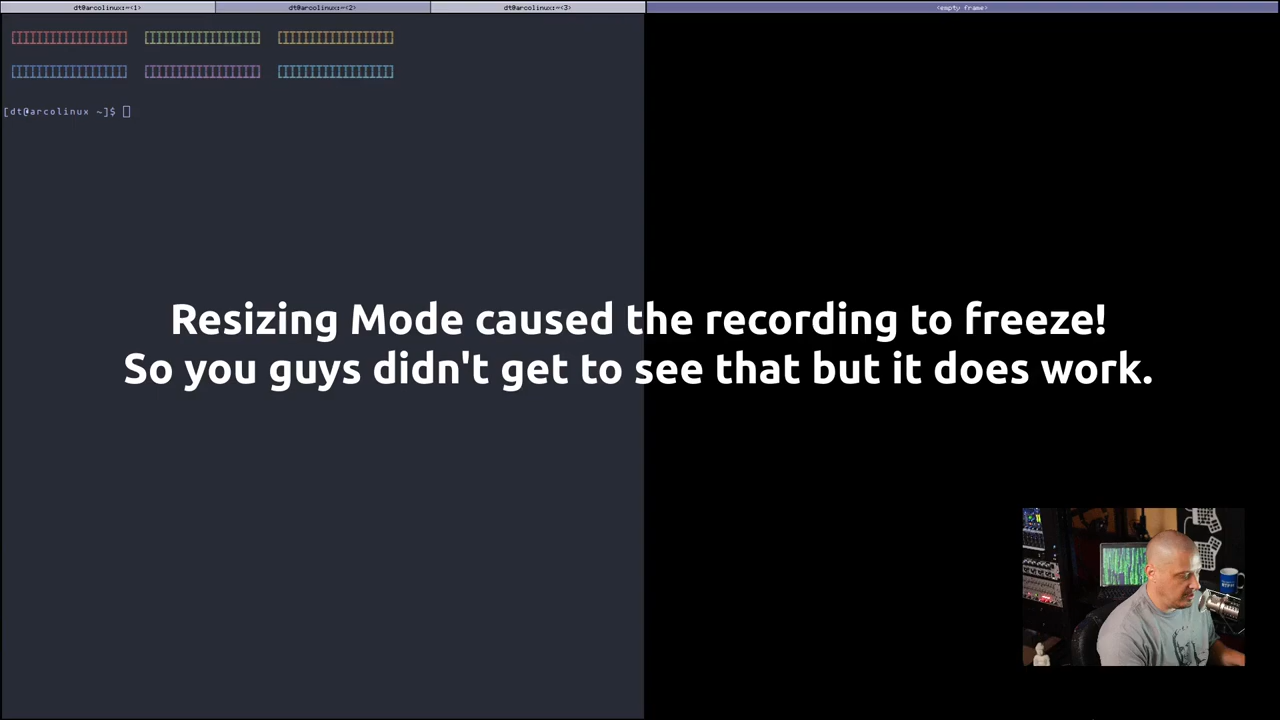 dt@arcolinux:~<1>
dt@arcolinux:~<2>
dt@arcolinux:~<3>
<empty frame>
[dt@arcolinux ~]$
Resizing Mode caused the recording to freeze!
So you guys didn't get to see that but it does work.